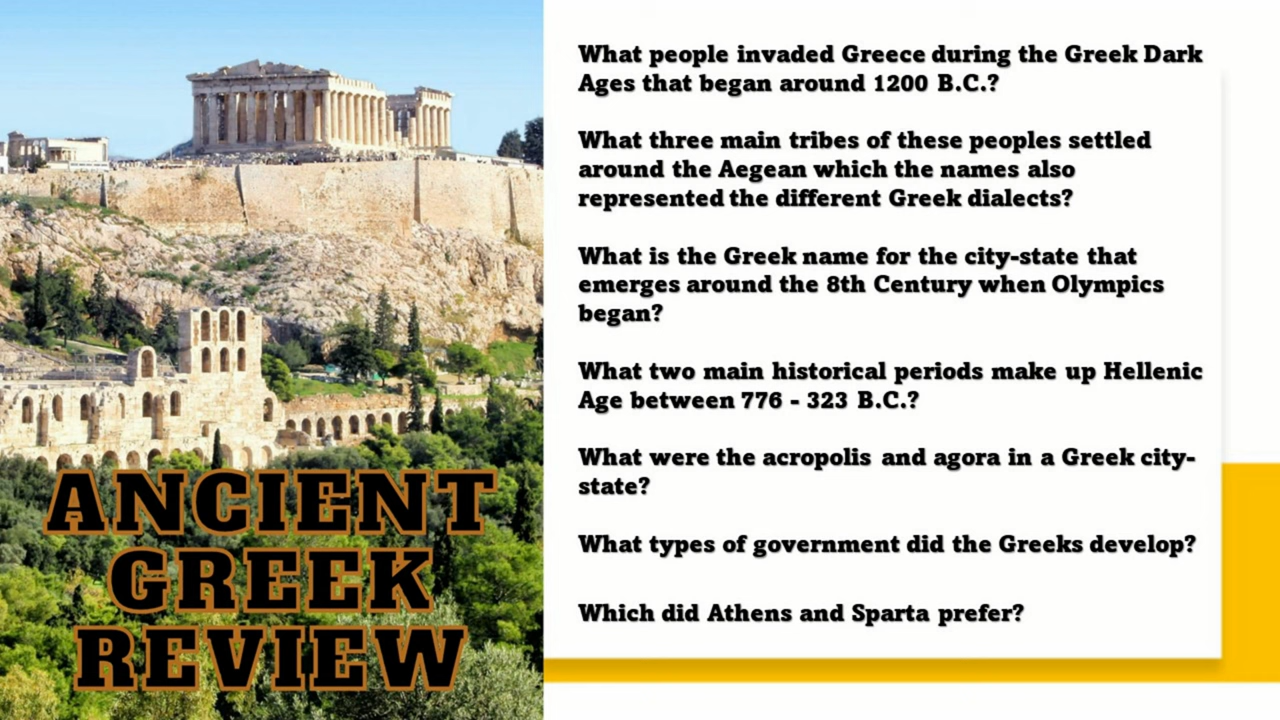 ANCIENT
GREEK
REVIEW
What people invaded Greece during the Greek Dark
Ages that began around 1200 B.C.?
What three main tribes of these peoples settled
around the Aegean which the names also
represented the different Greek dialects?
What is the Greek name for the city-state that
emerges around the 8th Century when Olympics
began?
What two main historical periods make up Hellenic
Age between 776 - 323 B.C.?
What were the acropolis and agora in a Greek city-
state?
What types of government did the Greeks develop?
Which did Athens and Sparta prefer?